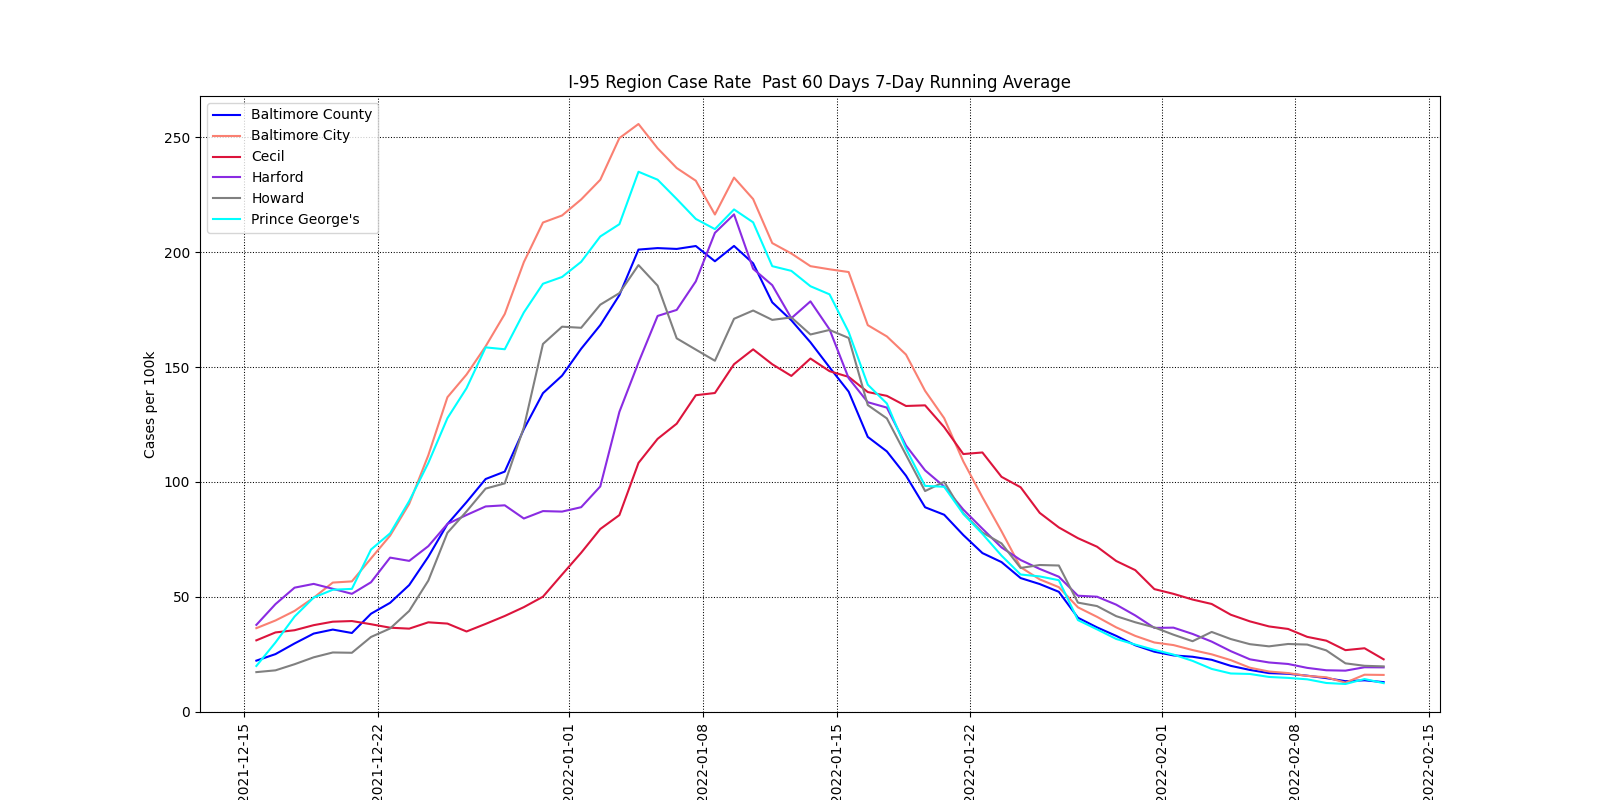 I-95 Region Case Rate  Past 60 Days 7-Day Running Average
Baltimore County
Baltimore City
Cecil
Harford
Howard
Prince George's
Cases per 100k
250
200
150
100
50
0
2021-12-15
2021-12-22
2022-01-01
2022-01-08
2022-01-15
2022-01-22
2022-02-01
2022-02-08
2022-02-15